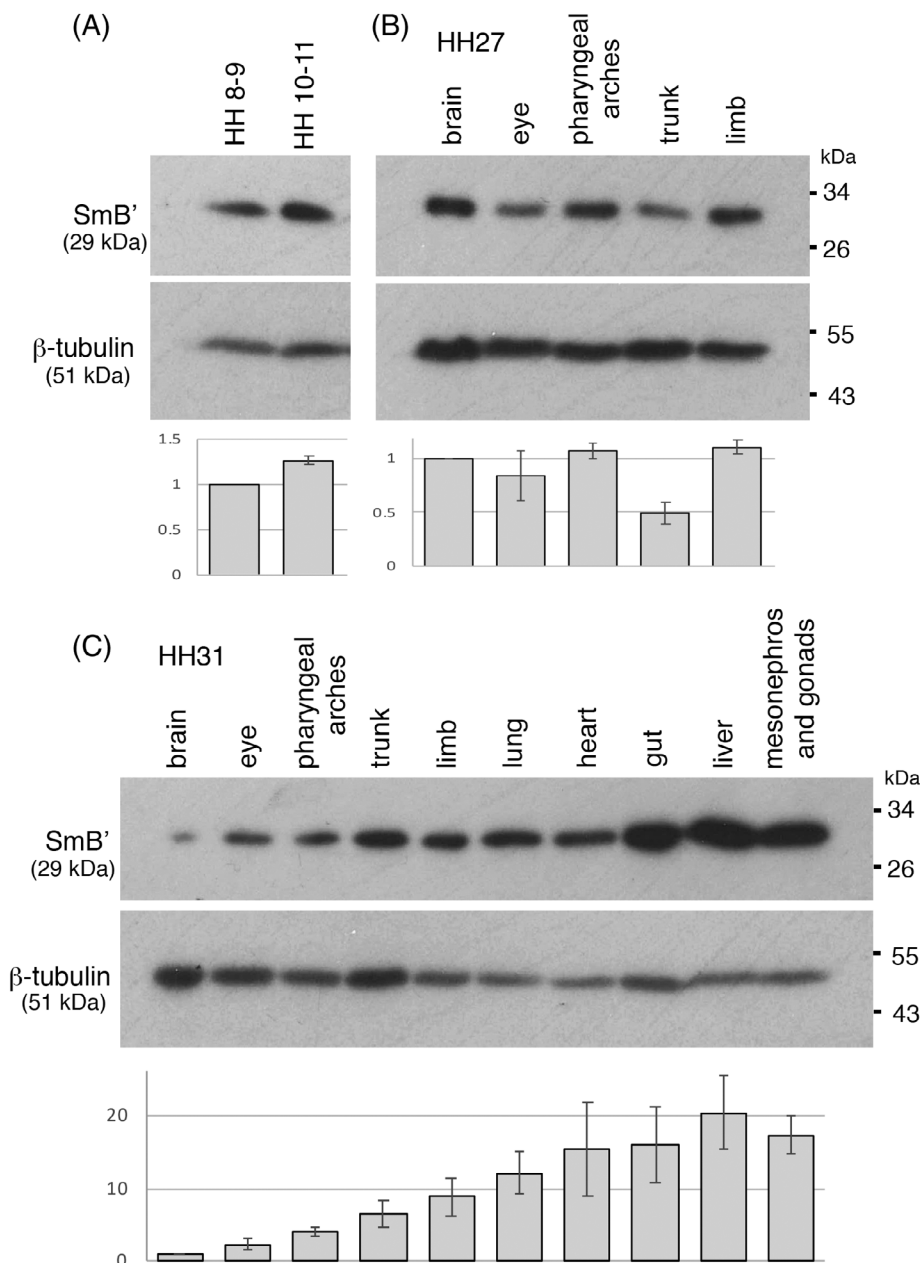 (A)
HH 8-9
HH 10-11
(B)
HH27
brain
eye
pharyngeal
arches
trunk
limb
kDa
SmB’
(29 kDa)
34
26
β-tubulin
(51 kDa)
55
43
1.5
1
0.5
0
1
0.5
0
(C)
HH31
brain
eye
pharyngeal
arches
trunk
limb
lung
heart
gut
liver
mesonephros
and gonads
kDa
SmB’
(29 kDa)
34
26
β-tubulin
(51 kDa)
55
43
20
10
0